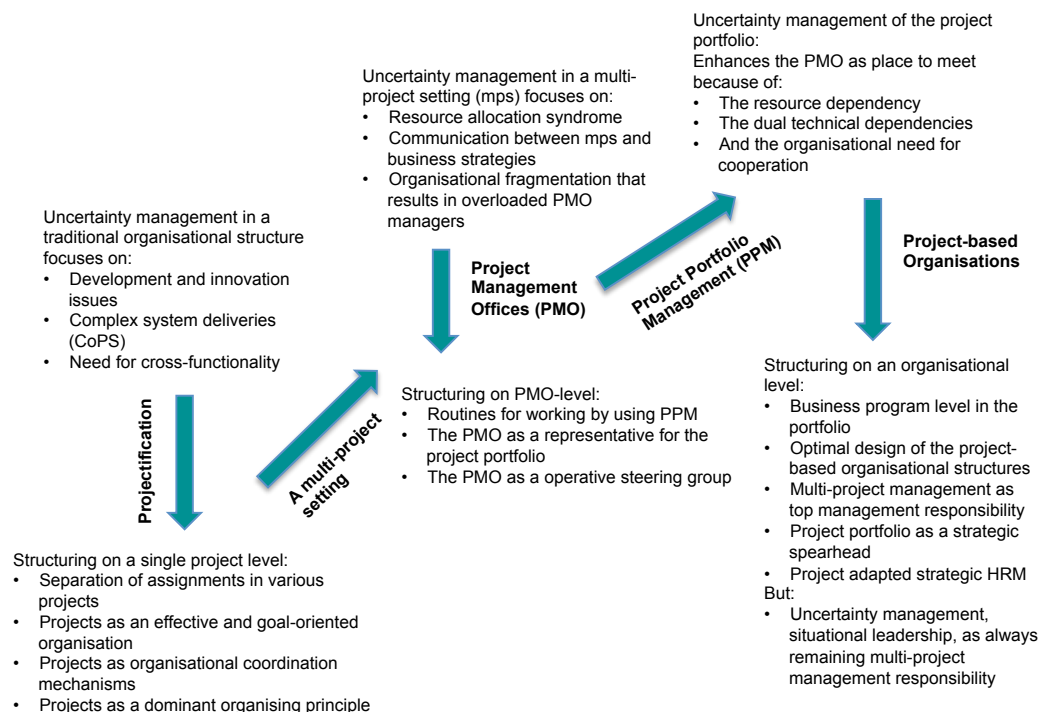 Uncertainty management in a
traditional organisational structure
focuses on:
• Development and innovation
issues
• Complex system deliveries
(CoPS)
• Need for cross-functionality
Projectification
Structuring on a single project level:
• Separation of assignments in various
projects
• Projects as an effective and goal-oriented
organisation
• Projects as organisational coordination
mechanisms
• Projects as a dominant organising principle
A multi-project
setting
Uncertainty management in a multi-
project setting (mps) focuses on:
• Resource allocation syndrome
• Communication between mps and
business strategies
• Organisational fragmentation that
results in overloaded PMO
managers
Project
Management
Offices (PMO)
Structuring on PMO-level:
• Routines for working by using PPM
• The PMO as a representative for the
project portfolio
• The PMO as a operative steering group
Project Portfolio
Management (PPM)
Uncertainty management of the project
portfolio:
Enhances the PMO as place to meet
because of:
• The resource dependency
• The dual technical dependencies
• And the organisational need for
cooperation
Project-based
Organisations
Structuring on an organisational
level:
• Business program level in the
portfolio
• Optimal design of the project-
based organisational structures
• Multi-project management as
top management responsibility
• Project portfolio as a strategic
spearhead
• Project adapted strategic HRM
But:
• Uncertainty management,
situational leadership, as always
remaining multi-project
management responsibility